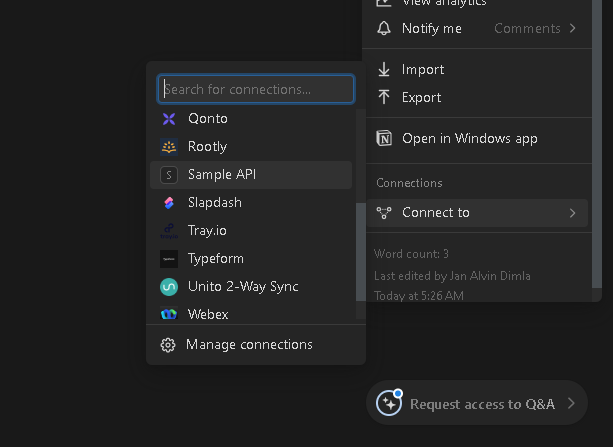 View analytics
Notify me Comments
Import
Export
Open in Windows app
Connections
Connect to
Word count: 3
Last edited by Jan Alvin Dimla
Today at 5:26 AM
Search for connections...
Qonto
Rootly
S Sample API
Slapdash
Tray.io
Typeform
Unito 2-Way Sync
Webex
Manage connections
Request access to Q&A